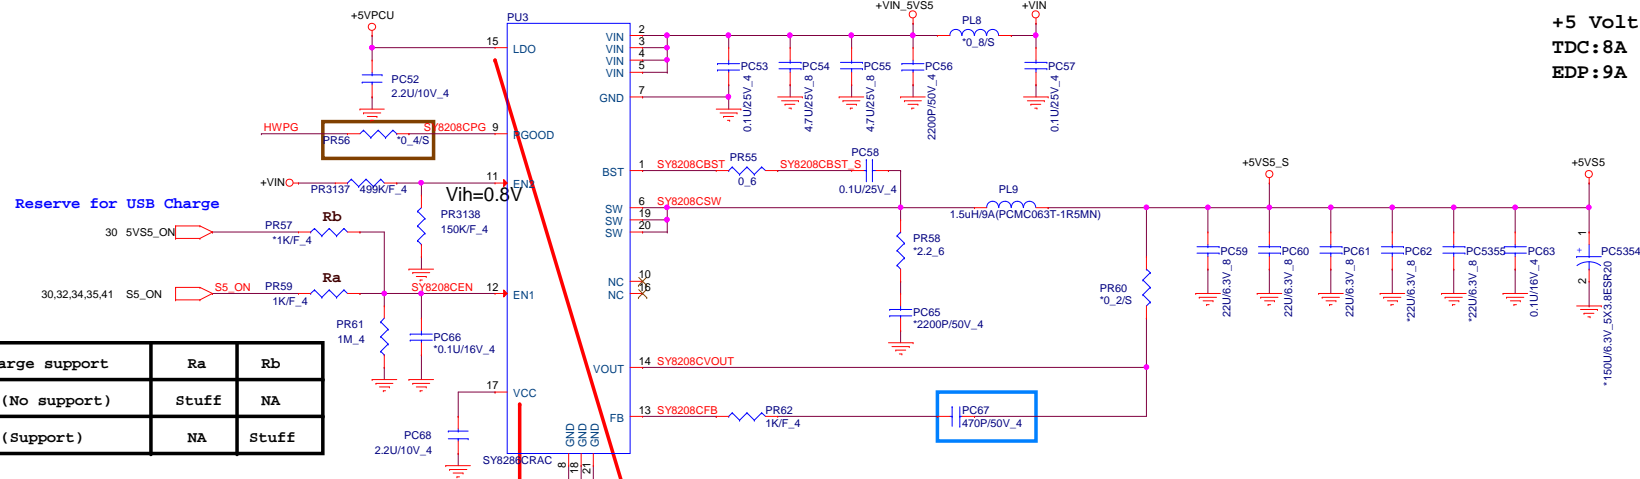 +5VPCU
PU3
+VIN_5VS5
+VIN
+5 Volt
TDC:8A
EDP:9A
15
LDO
VIN
VIN
VIN
VIN
2
3
4
5
PL8
*0_8/S
PC52
2.2U/10V_4
PC53
0.1U/25V_4
PC54
4.7U/25V_8
PC55
4.7U/25V_8
PC56
2200P/50V_4
PC57
0.1U/25V_4
GND
7
HWPG
PR56
*0_4/S
SY8208CPG
9
PGOOD
BST
1
SY8208CBST
PR55
0_6
SY8208CBST_S
PC58
0.1U/25V_4
+5VS5_S
+5VS5
+VIN
PR3137
499K/F_4
11
EN2
Vih=0.8V
Reserve for USB Charge
PR3138
150K/F_4
SW
SW
SW
6
19
20
SY8208CSW
PL9
1.5uH/9A(PCMC063T-1R5MN)
30
5VS5_ON
PR57
*1K/F_4
Rb
PR58
*2.2_6
PC59
22U/6.3V_8
PC60
22U/6.3V_8
PC61
22U/6.3V_8
PC62
*22U/6.3V_8
PC5355
*22U/6.3V_8
PC63
0.1U/16V_4
+
1
2
PC5354
*150U/6.3V_5X3.8ESR20
30,32,34,35,41
S5_ON
S5_ON
PR59
1K/F_4
Ra
SY8208CEN
12
EN1
NC
NC
10
16
PR60
*0_2/S
PR61
1M_4
PC66
*0.1U/16V_4
PC65
*2200P/50V_4
arge support
Ra
Rb
(No support)
Stuff
NA
(Support)
NA
Stuff
VOUT
14
SY8208CVOUT
17
VCC
FB
13
SY8208CFB
PR62
1K/F_4
PC67
470P/50V_4
PC68
2.2U/10V_4
GND
GND
GND
SY8286CRAC
8
18
21